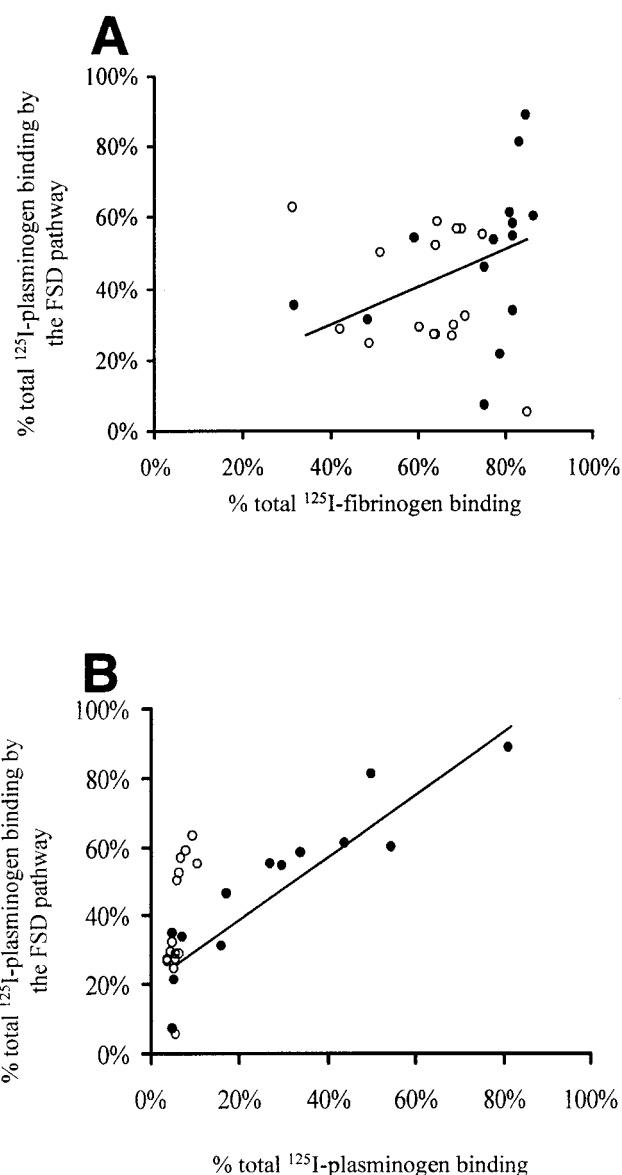 A
% total ¹²⁵I-plasminogen binding by
the FSD pathway
100%
80%
60%
40%
20%
0%
0% 20% 40% 60% 80% 100%
% total ¹²⁵I-fibrinogen binding
B
% total ¹²⁵I-plasminogen binding by
the FSD pathway
100%
80%
60%
40%
20%
0%
0% 20% 40% 60% 80% 100%
% total ¹²⁵I-plasminogen binding